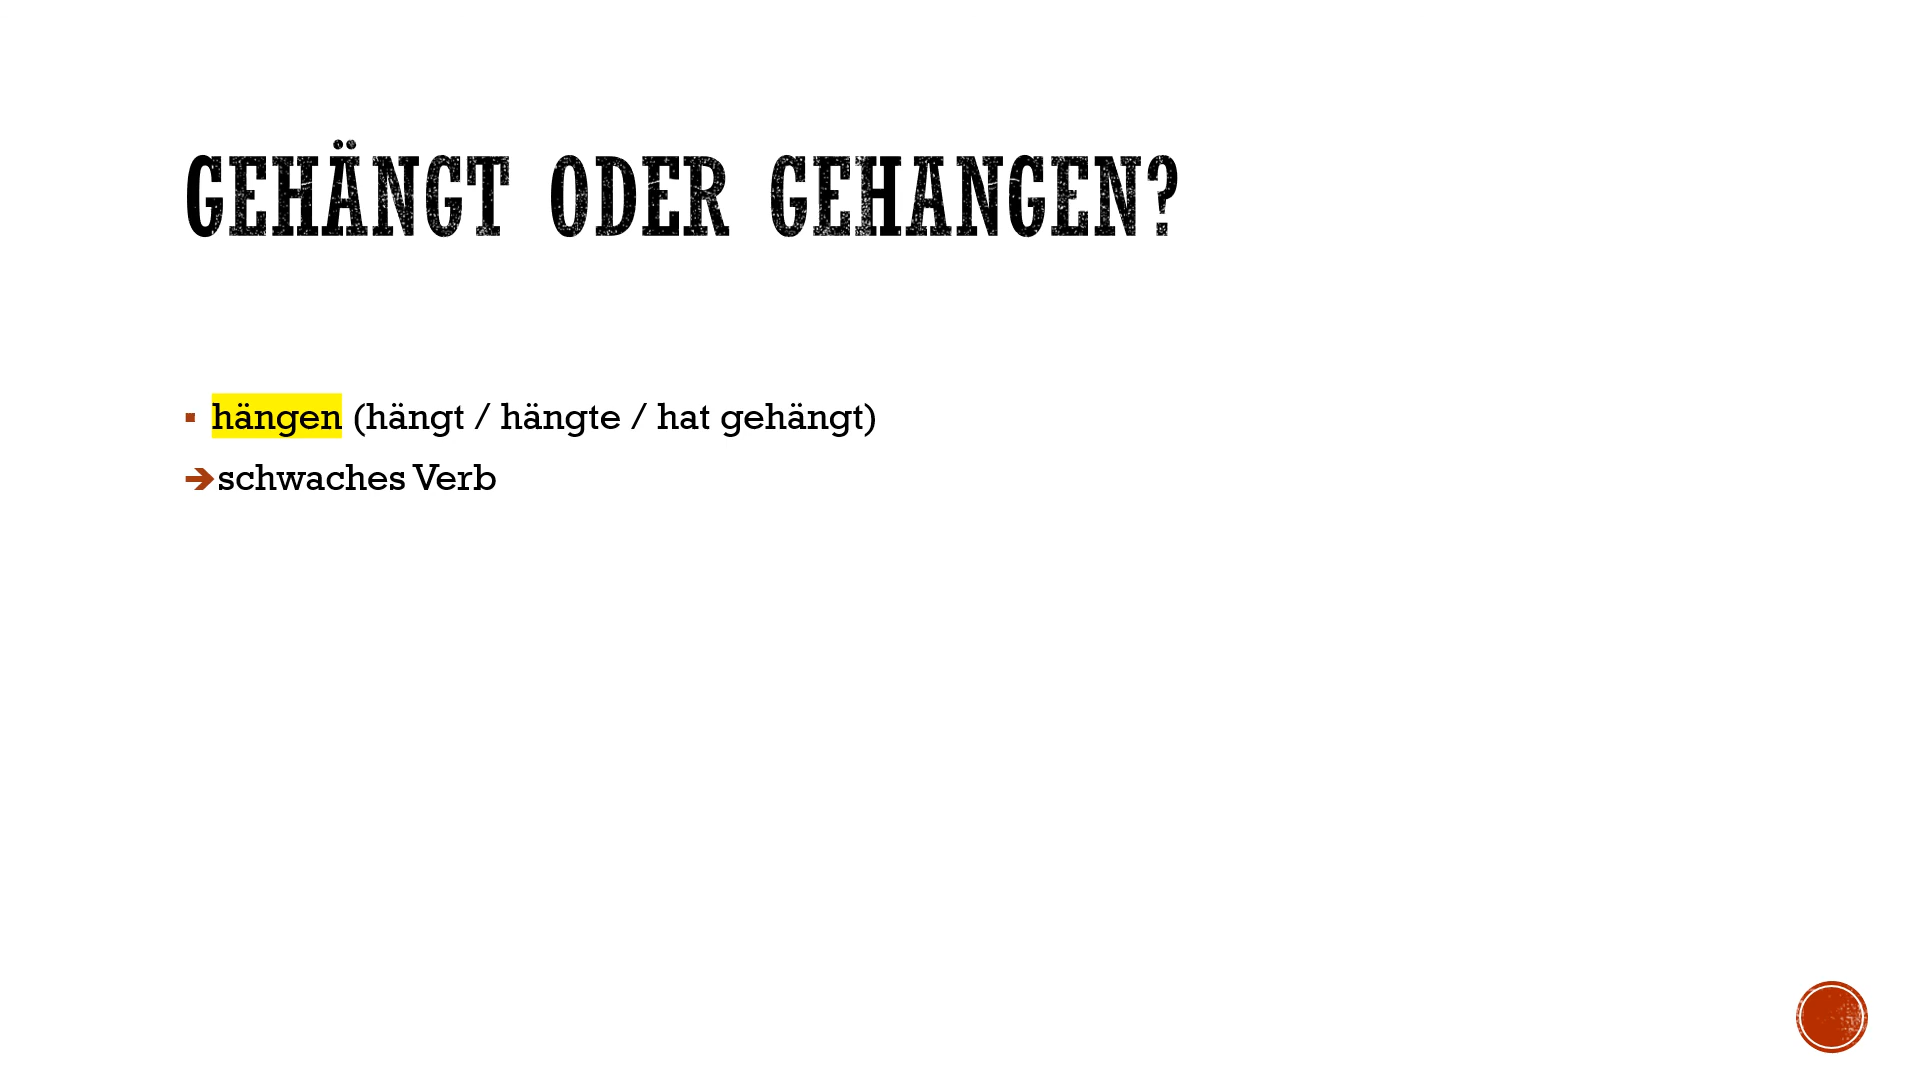 GEHÄNGT ODER GEHANGEN?
▪ hängen (hängt / hängte / hat gehängt)
➔ schwaches Verb